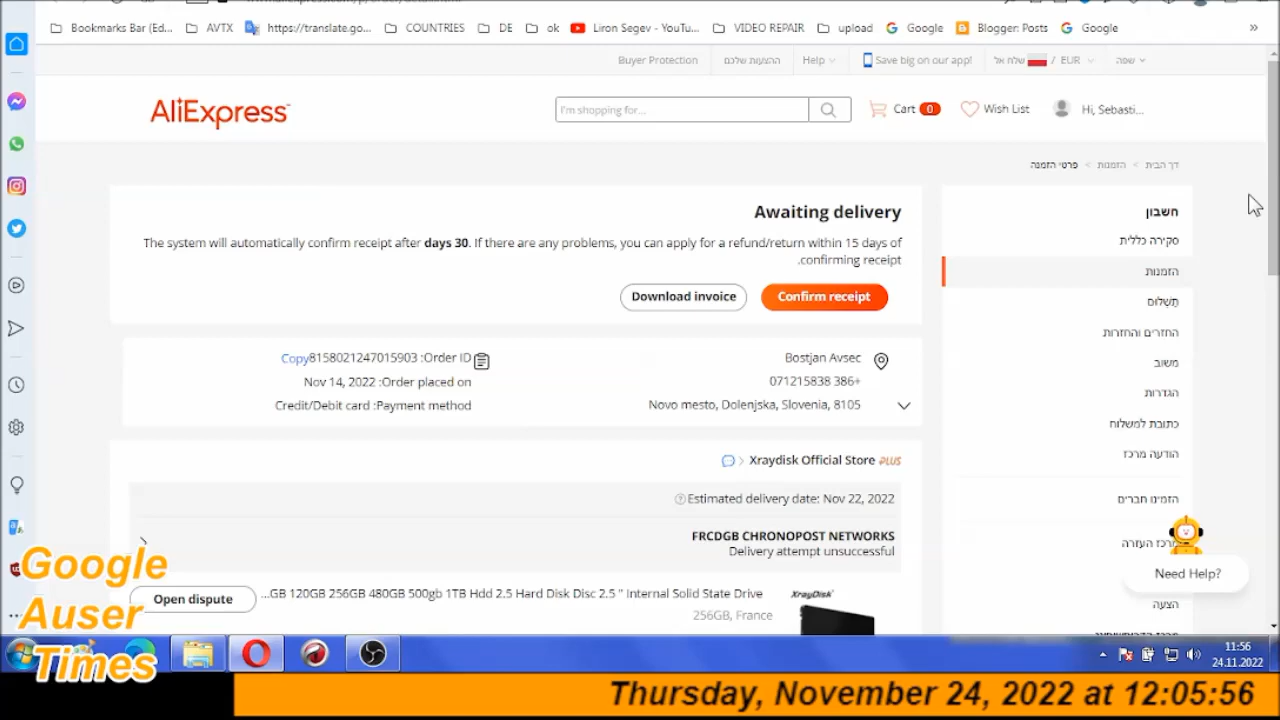 Bookmarks Bar (Ed...
AVTX
https://translate.go...
COUNTRIES
DE
ok
Liron Segev - YouTu...
VIDEO REPAIR
upload
Google
Blogger: Posts
Google
»
Buyer Protection
ההצעות שלכם
Help
Save big on our app!
שלח אל / EUR
שפה
AliExpress
I'm shopping for...
Cart 0
Wish List
Hi, Sebasti...
דף הבית > הזמנות > פרטי הזמנה
Awaiting delivery
The system will automatically confirm receipt after days 30. If there are any problems, you can apply for a refund/return within 15 days of
.confirming receipt
Download invoice
Confirm receipt
Copy8158021247015903 :Order ID
Nov 14, 2022 :Order placed on
Credit/Debit card :Payment method
Bostjan Avsec
071215838 386+
Novo mesto, Dolenjska, Slovenia, 8105
Xraydisk Official Store PLUS
Estimated delivery date: Nov 22, 2022
FRCDGB CHRONOPOST NETWORKS
Delivery attempt unsuccessful
Open dispute
...GB 120GB 256GB 480GB 500gb 1TB Hdd 2.5 Hard Disk Disc 2.5 " Internal Solid State Drive
256GB, France
XrayDisk
חשבון
סקירה כללית
הזמנות
תַשְׁלוּם
החזרים והחזרות
משוב
הגדרות
כתובת למשלוח
הודעה מרכז
הזמינו חברים
מרכז העזרה
Need Help?
הצעה
Google
Auser
Times
11:56
24.11.2022
Thursday, November 24, 2022 at 12:05:56